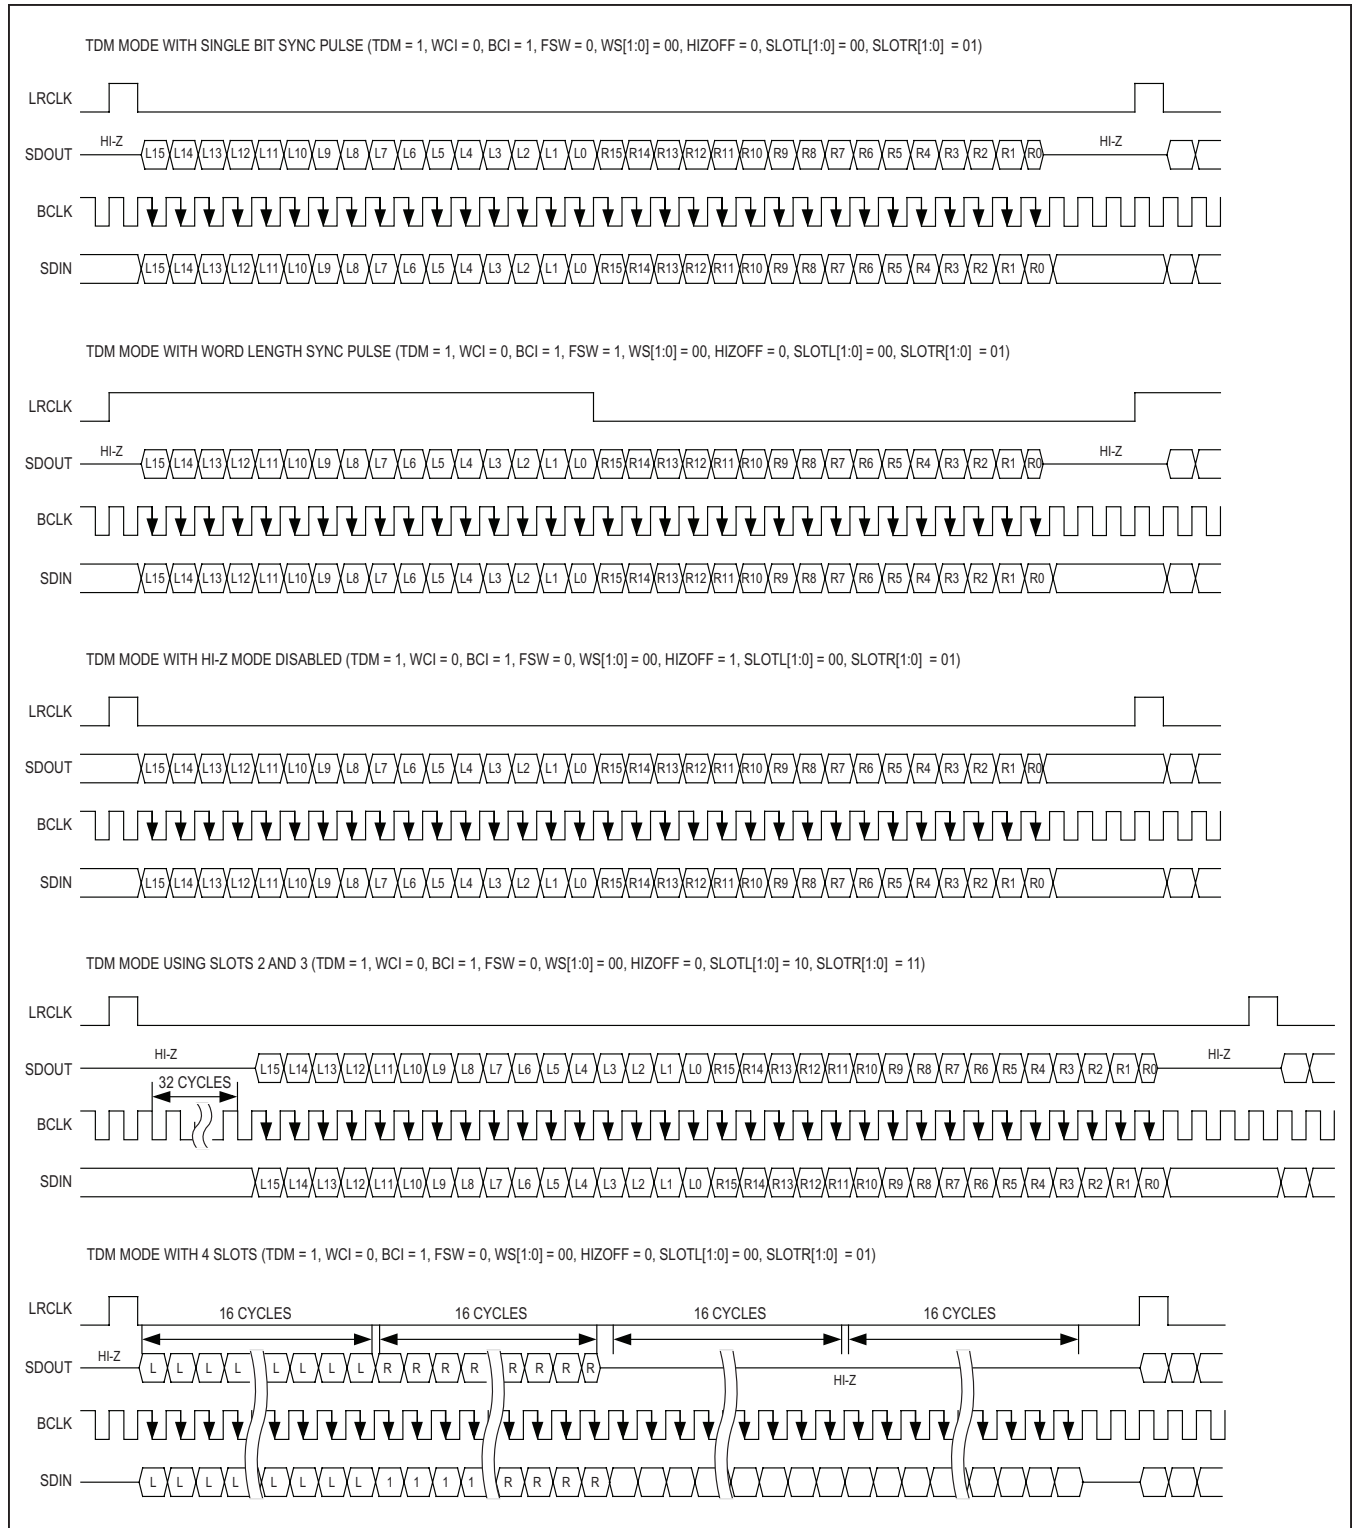 TDM MODE WITH SINGLE BIT SYNC PULSE (TDM = 1, WCI = 0, BCI = 1, FSW = 0, WS[1:0] = 00, HIZOFF = 0, SLOTL[1:0] = 00, SLOTR[1:0] = 01)
LRCLK
HI-Z HI-Z
SDOUT L15 L14 L13 L12 L11 L10 L9 L8 L7 L6 L5 L4 L3 L2 L1 L0 R15 R14 R13 R12 R11 R10 R9 R8 R7 R6 R5 R4 R3 R2 R1 R0
BCLK
SDIN L15 L14 L13 L12 L11 L10 L9 L8 L7 L6 L5 L4 L3 L2 L1 L0 R15 R14 R13 R12 R11 R10 R9 R8 R7 R6 R5 R4 R3 R2 R1 R0
TDM MODE WITH WORD LENGTH SYNC PULSE (TDM = 1, WCI = 0, BCI = 1, FSW = 1, WS[1:0] = 00, HIZOFF = 0, SLOTL[1:0] = 00, SLOTR[1:0] = 01)
LRCLK
HI-Z HI-Z
SDOUT L15 L14 L13 L12 L11 L10 L9 L8 L7 L6 L5 L4 L3 L2 L1 L0 R15 R14 R13 R12 R11 R10 R9 R8 R7 R6 R5 R4 R3 R2 R1 R0
BCLK
SDIN L15 L14 L13 L12 L11 L10 L9 L8 L7 L6 L5 L4 L3 L2 L1 L0 R15 R14 R13 R12 R11 R10 R9 R8 R7 R6 R5 R4 R3 R2 R1 R0
TDM MODE WITH HI-Z MODE DISABLED (TDM = 1, WCI = 0, BCI = 1, FSW = 0, WS[1:0] = 00, HIZOFF = 1, SLOTL[1:0] = 00, SLOTR[1:0] = 01)
LRCLK
SDOUT L15 L14 L13 L12 L11 L10 L9 L8 L7 L6 L5 L4 L3 L2 L1 L0 R15 R14 R13 R12 R11 R10 R9 R8 R7 R6 R5 R4 R3 R2 R1 R0
BCLK
SDIN L15 L14 L13 L12 L11 L10 L9 L8 L7 L6 L5 L4 L3 L2 L1 L0 R15 R14 R13 R12 R11 R10 R9 R8 R7 R6 R5 R4 R3 R2 R1 R0
TDM MODE USING SLOTS 2 AND 3 (TDM = 1, WCI = 0, BCI = 1, FSW = 0, WS[1:0] = 00, HIZOFF = 0, SLOTL[1:0] = 10, SLOTR[1:0] = 11)
LRCLK
HI-Z HI-Z
SDOUT L15 L14 L13 L12 L11 L10 L9 L8 L7 L6 L5 L4 L3 L2 L1 L0 R15 R14 R13 R12 R11 R10 R9 R8 R7 R6 R5 R4 R3 R2 R1 R0
32 CYCLES
BCLK
SDIN L15 L14 L13 L12 L11 L10 L9 L8 L7 L6 L5 L4 L3 L2 L1 L0 R15 R14 R13 R12 R11 R10 R9 R8 R7 R6 R5 R4 R3 R2 R1 R0
TDM MODE WITH 4 SLOTS (TDM = 1, WCI = 0, BCI = 1, FSW = 0, WS[1:0] = 00, HIZOFF = 0, SLOTL[1:0] = 00, SLOTR[1:0] = 01)
LRCLK 16 CYCLES 16 CYCLES 16 CYCLES 16 CYCLES
HI-Z
SDOUT L L L L L L L L R R R R R R R R
HI-Z
BCLK
SDIN L L L L L L L L 1 1 1 1 R R R R